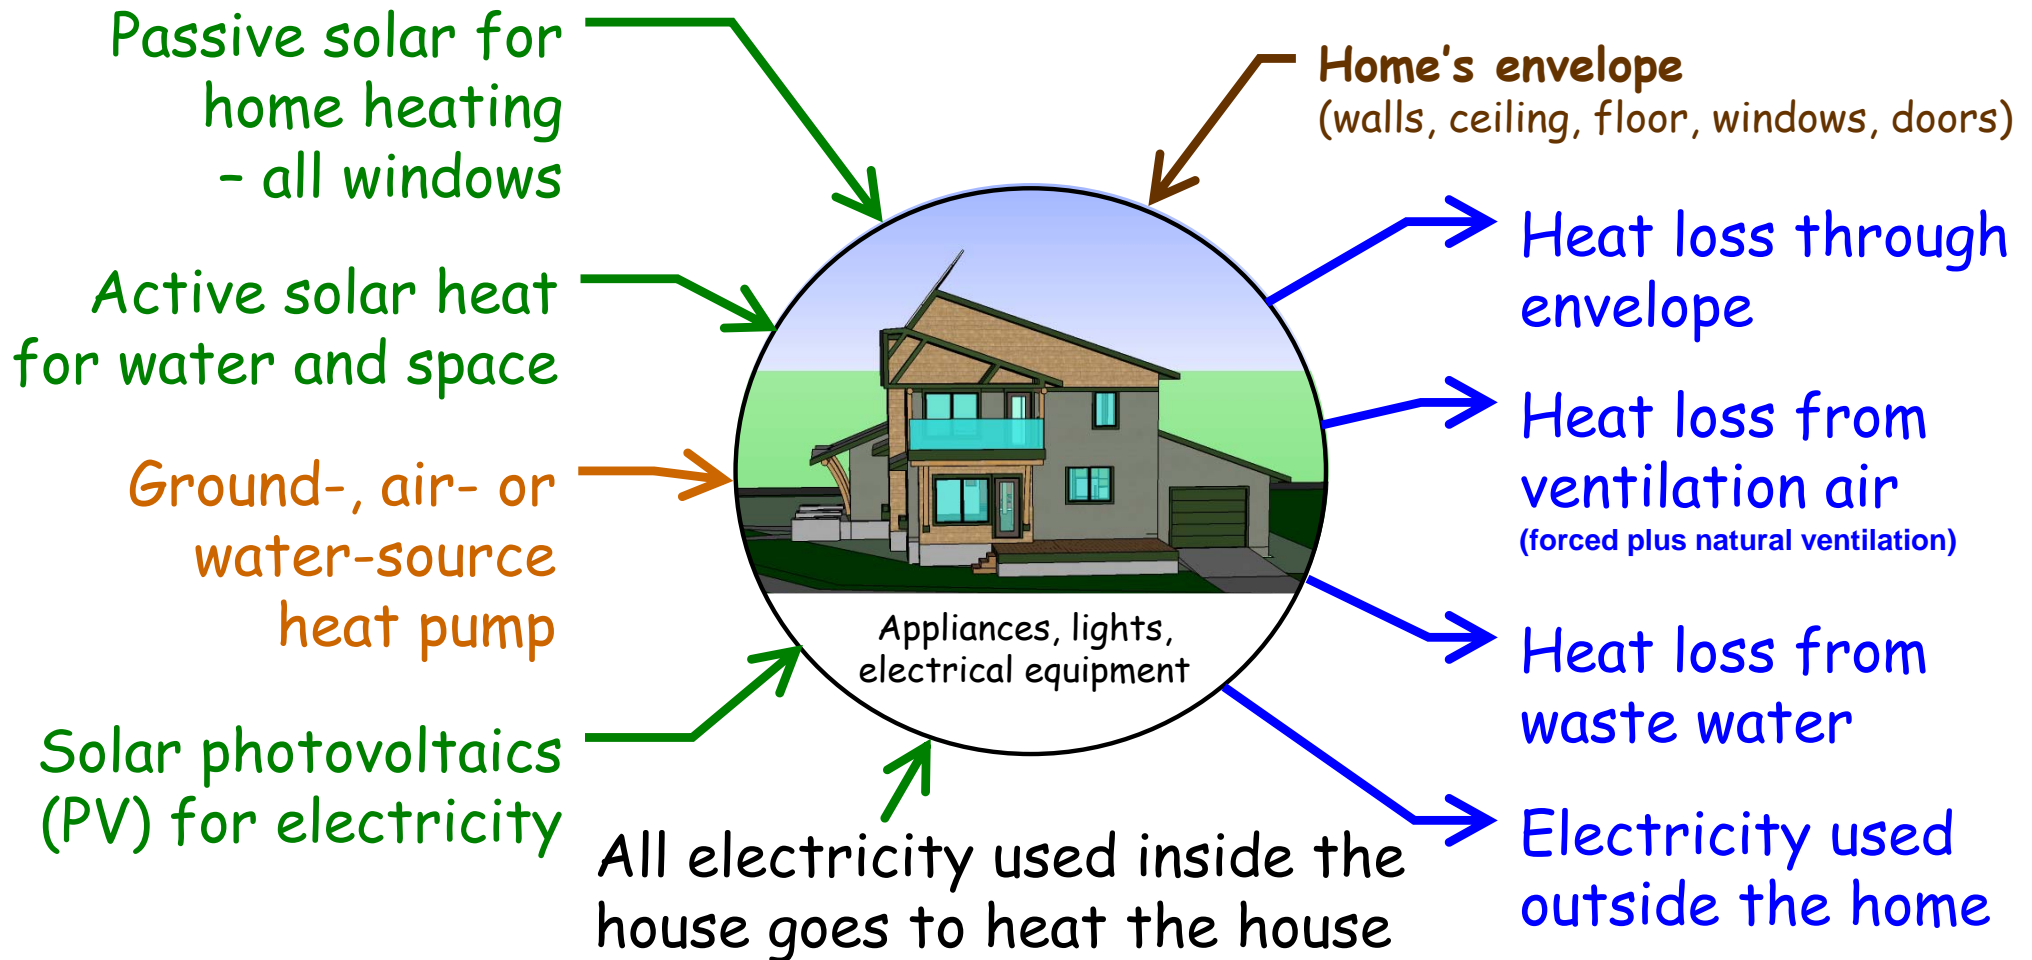 Passive solar for
home heating
– all windows
Active solar heat
for water and space
Ground-, air- or
water-source
heat pump
Solar photovoltaics
(PV) for electricity
Home's envelope
(walls, ceiling, floor, windows, doors)
Heat loss through
envelope
Heat loss from
ventilation air
(forced plus natural ventilation)
Heat loss from
waste water
Electricity used
outside the home
Appliances, lights,
electrical equipment
All electricity used inside the
house goes to heat the house